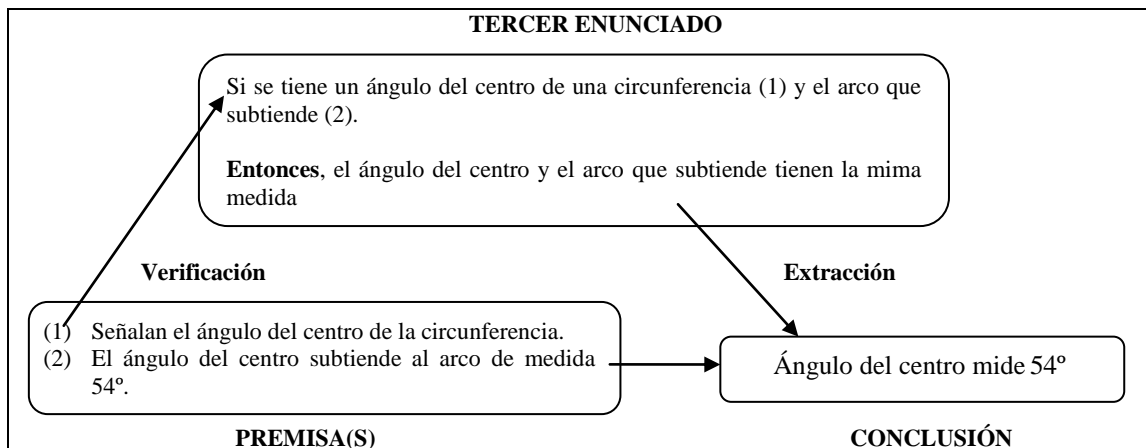 TERCER ENUNCIADO
Si se tiene un ángulo del centro de una circunferencia (1) y el arco que
subtiende (2).
Entonces, el ángulo del centro y el arco que subtiende tienen la mima
medida
Verificación
Extracción
(1) Señalan el ángulo del centro de la circunferencia.
(2) El ángulo del centro subtiende al arco de medida
54º.
Ángulo del centro mide 54º
PREMISA(S)
CONCLUSIÓN